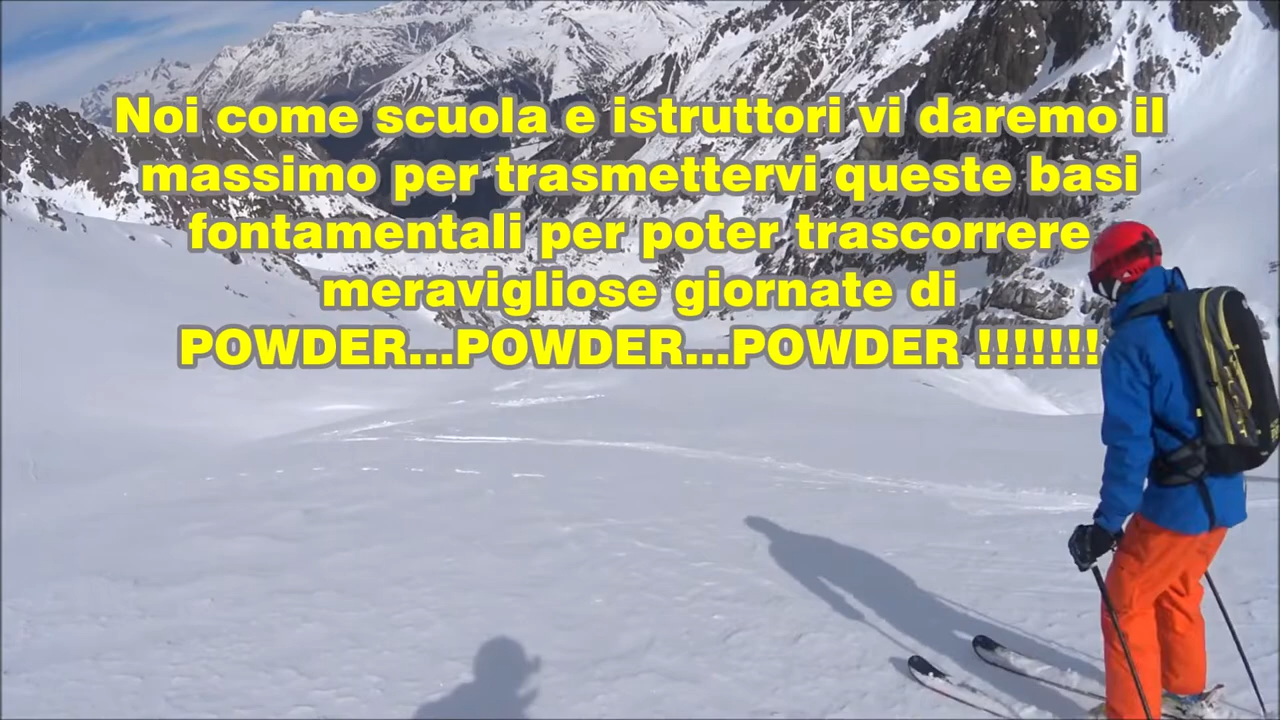 Noi come scuola e istruttori vi daremo il
massimo per trasmettervi queste basi
fontamentali per poter trascorrere
meravigliose giornate di
POWDER...POWDER...POWDER !!!!!!!